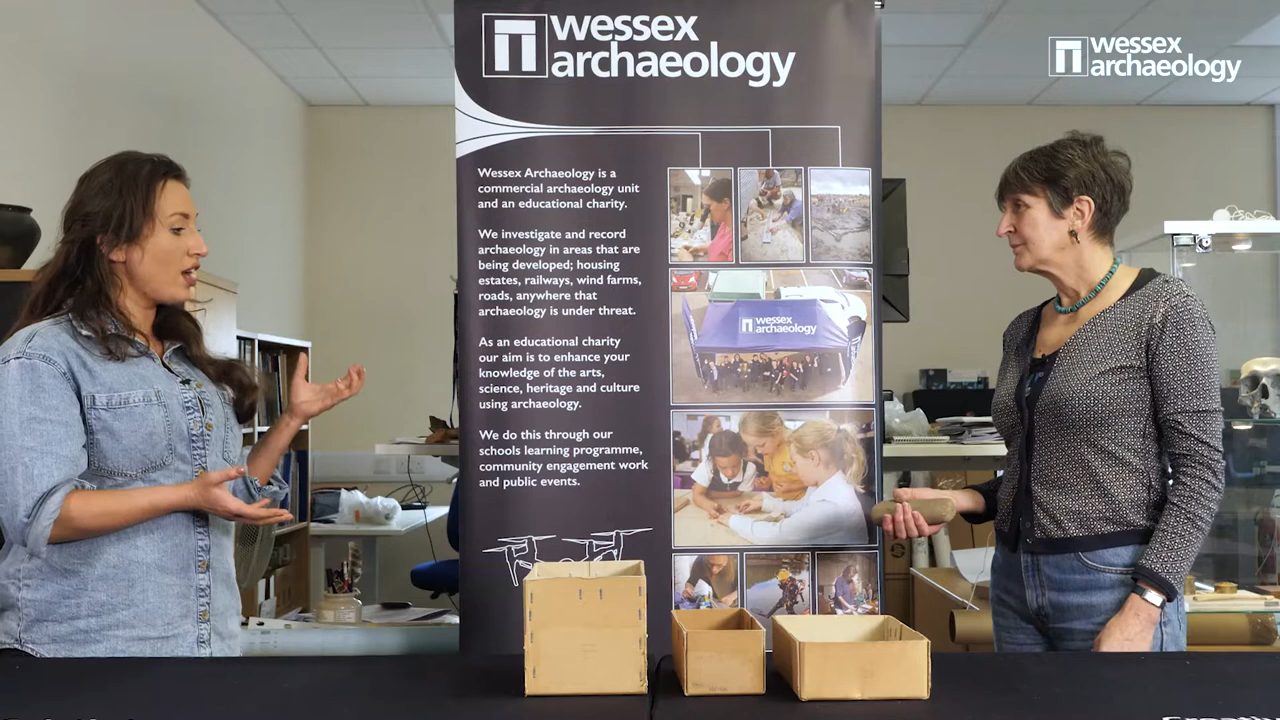 wessex
archaeology
wessex
archaeology
Wessex Archaeology is a
commercial archaeology unit
and an educational charity.
We investigate and record
archaeology in areas that are
being developed; housing
estates, railways, wind farms,
roads, anywhere that
archaeology is under threat.
As an educational charity
our aim is to enhance your
knowledge of the arts,
science, heritage and culture
using archaeology.
We do this through our
schools learning programme,
community engagement work
and public events.
wessex
archaeology